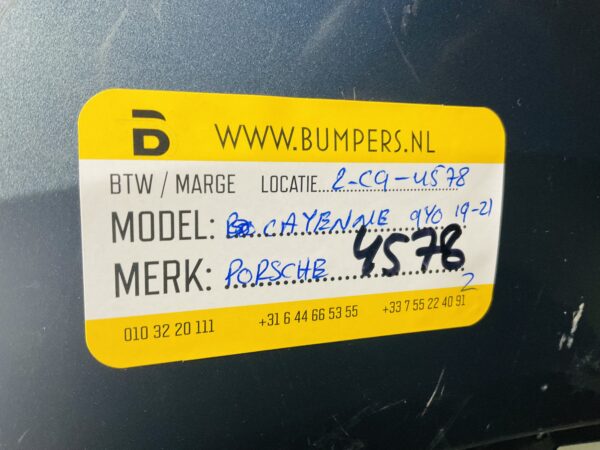 B WWW.BUMPERS.NL
BTW / MARGE LOCATIE 2-C9-4578
MODEL: CAYENNE 9Y0 19-21
MERK: PORSCHE 4578
2
010 32 20 111 +31 6 44 66 53 55 +33 7 55 22 40 91